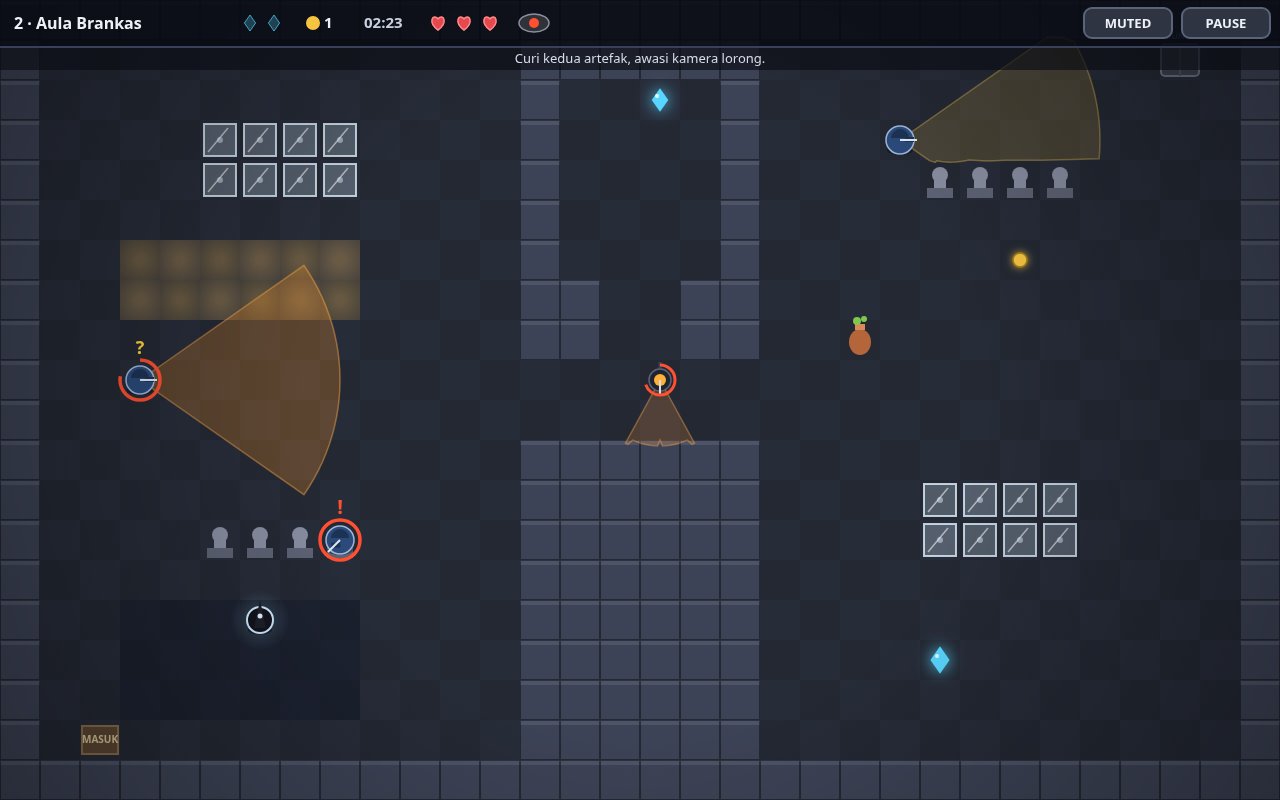 2 · Aula Brankas
1
02:23
MUTED
PAUSE
Curi kedua artefak, awasi kamera lorong.
?
!
MASUK